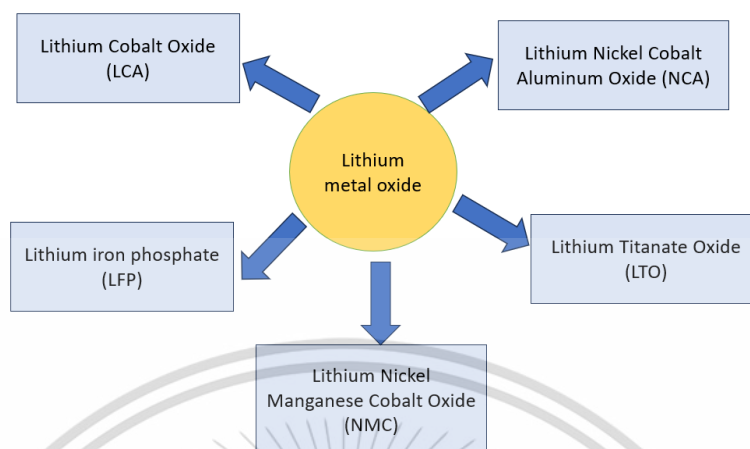 Lithium Cobalt Oxide
(LCA)
Lithium Nickel Cobalt
Aluminum Oxide (NCA)
Lithium
metal oxide
Lithium iron phosphate
(LFP)
Lithium Titanate Oxide
(LTO)
Lithium Nickel
Manganese Cobalt Oxide
(NMC)